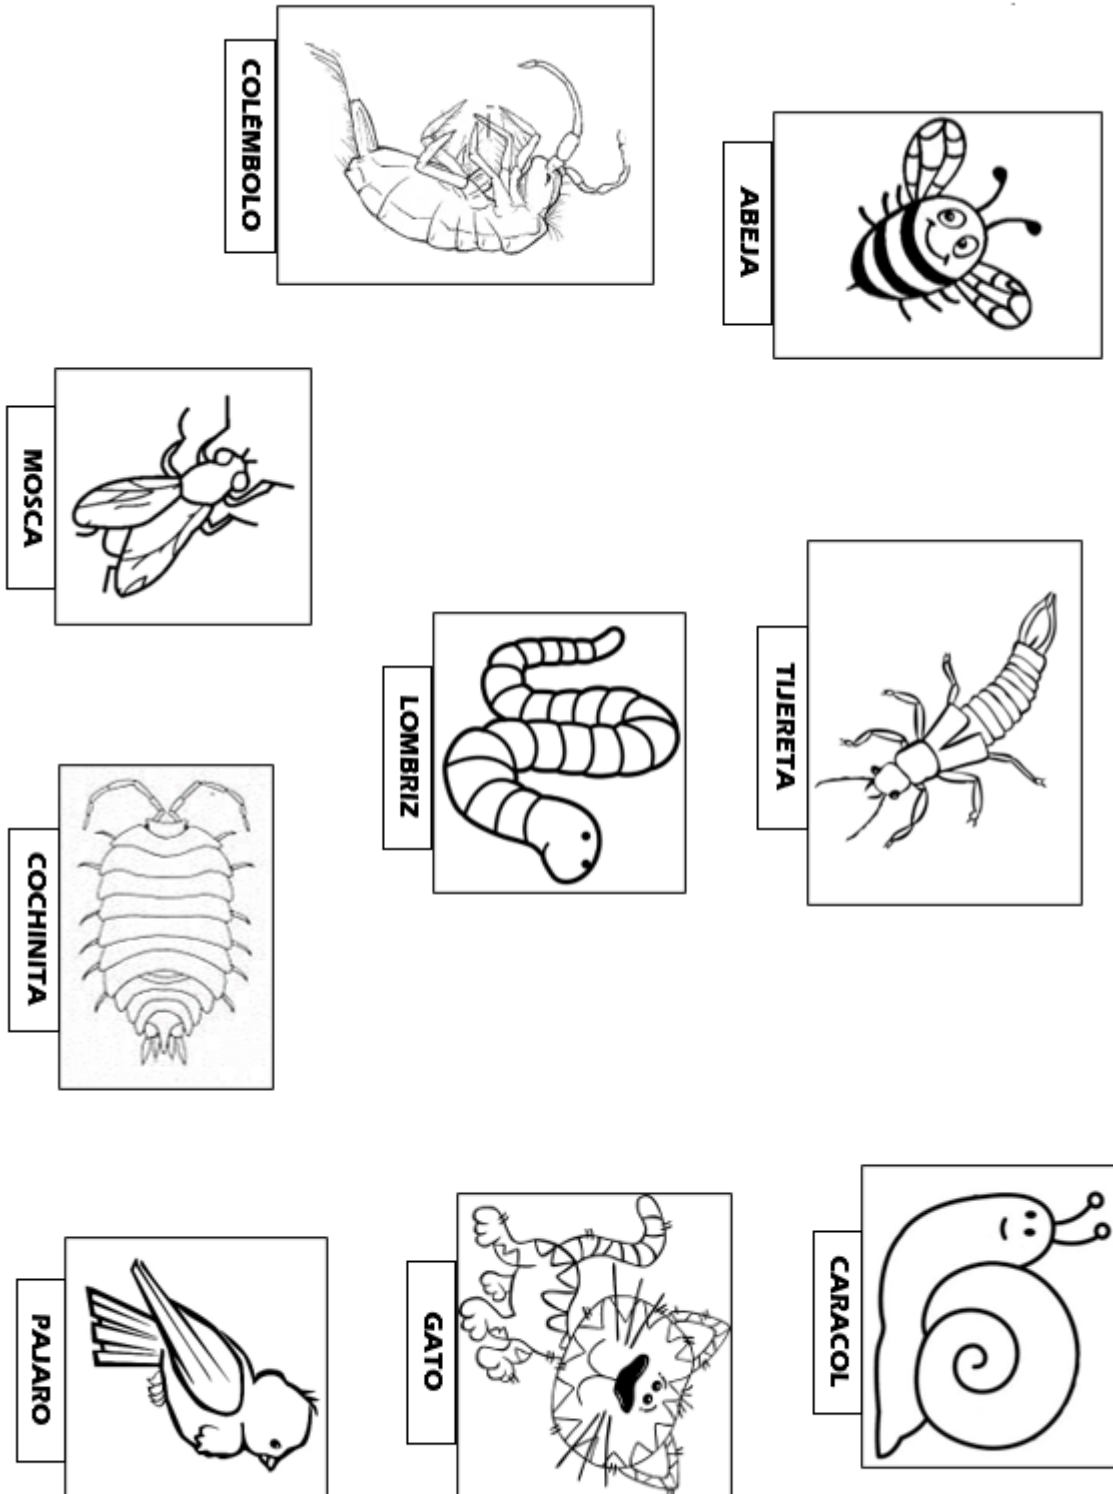 ABEJA
TIJERETA
CARACOL
COLÉMBOLO
LOMBRIZ
GATO
MOSCA
COCHINITA
PAJARO